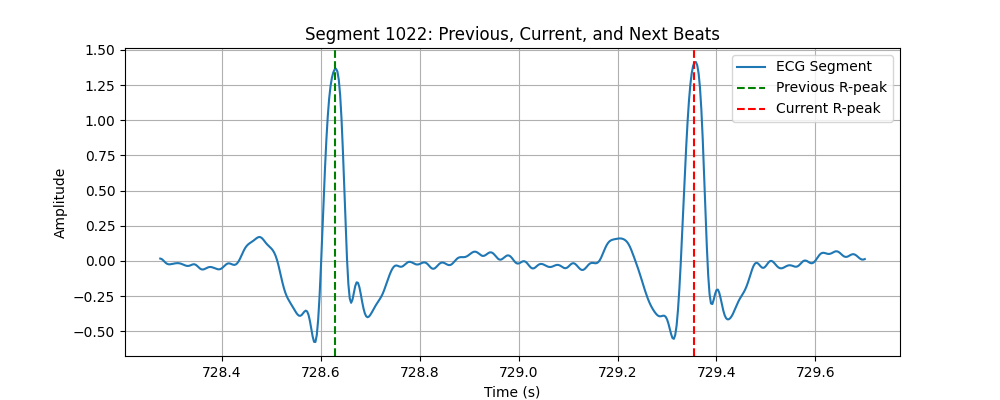 Segment 1022: Previous, Current, and Next Beats
1.50
1.25
1.00
0.75
0.50
0.25
0.00
−0.25
−0.50
Amplitude
ECG Segment
Previous R-peak
Current R-peak
728.4 728.6 728.8 729.0 729.2 729.4 729.6
Time (s)